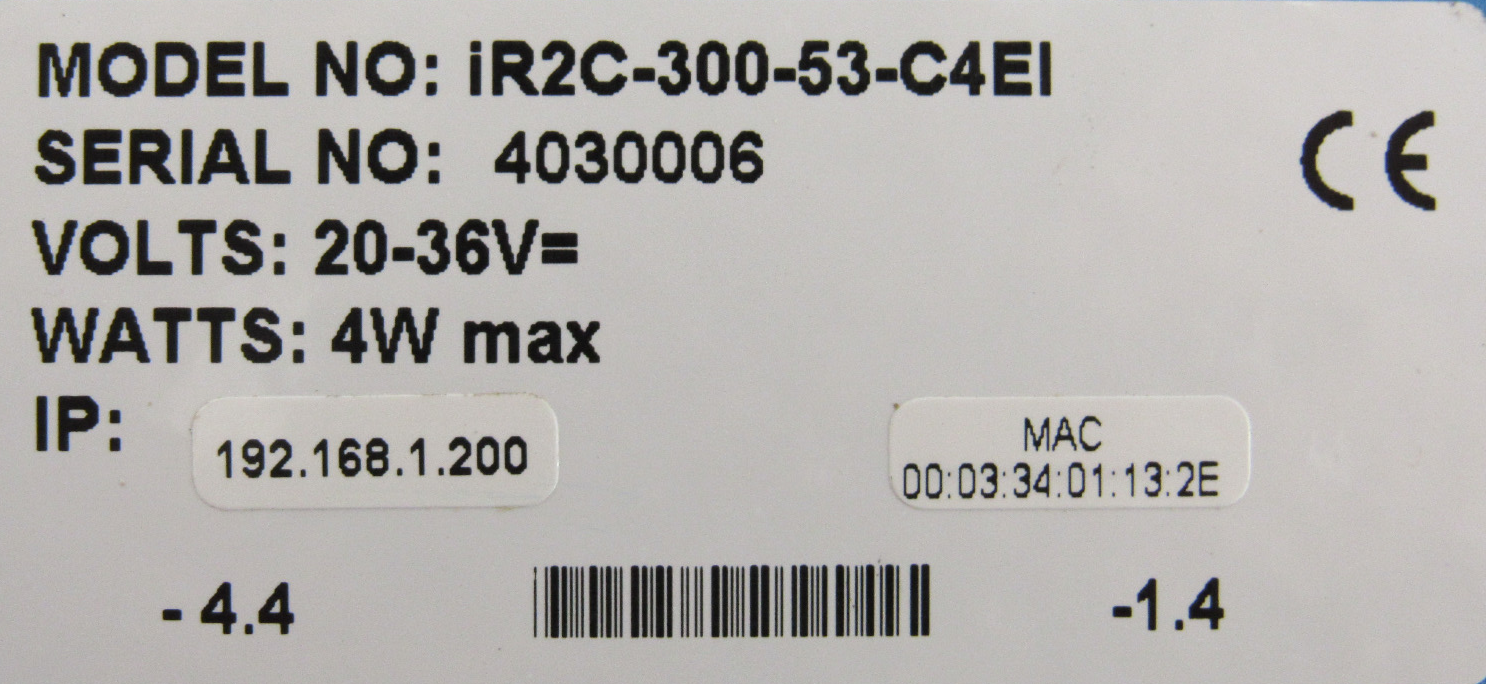 MODEL NO: iR2C-300-53-C4EI
SERIAL NO: 4030006
CE
VOLTS: 20-36V=
WATTS: 4W max
IP: 192.168.1.200
MAC
00:03:34:01:13:2E
- 4.4
-1.4